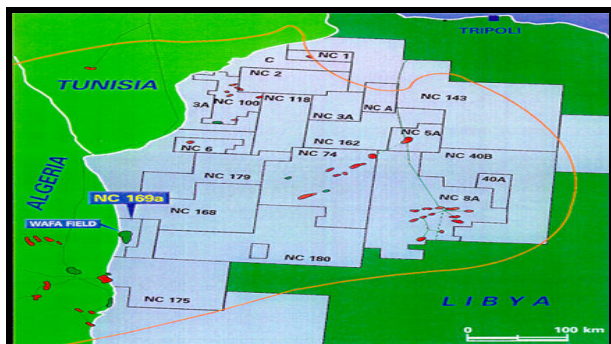 TRIPOLI
NC 1
C
NC 2
TUNISIA
3A
NC 100
NC 118
NC A
NC 143
NC 3A
NC 5A
NC 6
NC 162
NC 74
NC 40B
ALGERIA
NC 179
40A
NC 169a
NC 8A
NC 168
WAFA FIELD
NC 180
NC 175
LIBYA
0 100 km